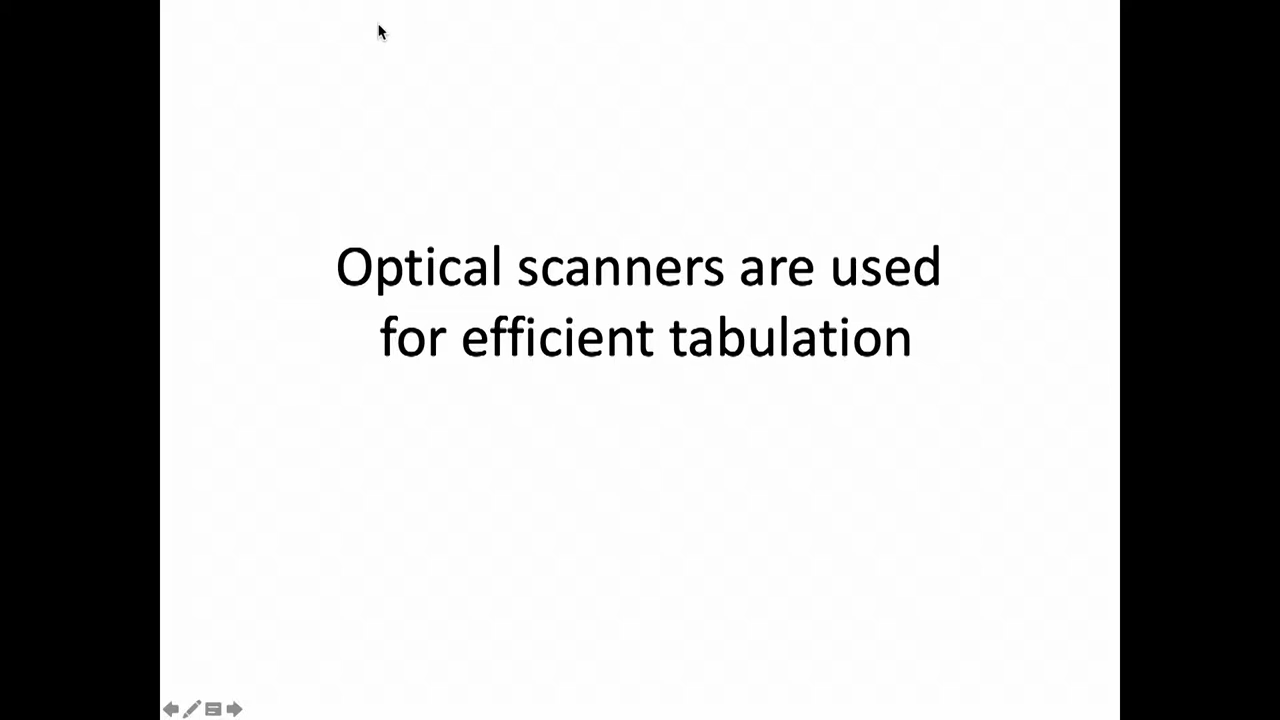 Optical scanners are used
for efficient tabulation